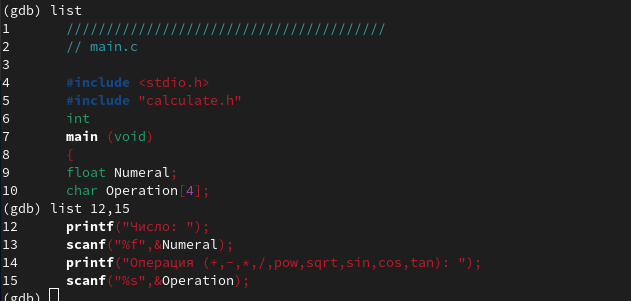 (gdb) list
1 ////////////////////////////////////////
2 // main.c
3
4 #include <stdio.h>
5 #include "calculate.h"
6 int
7 main (void)
8 {
9 float Numeral;
10 char Operation[4];
(gdb) list 12,15
12 printf("Число: ");
13 scanf("%f",&Numeral);
14 printf("Операция (+,-,*,/,pow,sqrt,sin,cos,tan): ");
15 scanf("%s",&Operation);
(gdb)